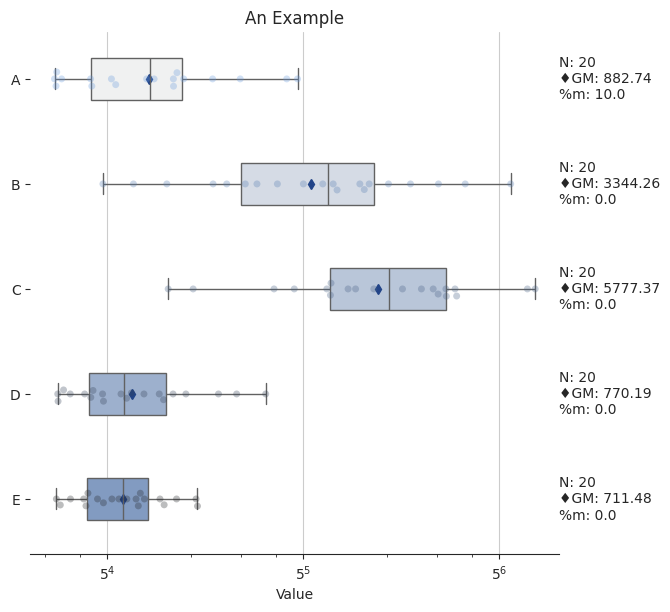 An Example
A
N: 20
♦GM: 882.74
%m: 10.0
B
N: 20
♦GM: 3344.26
%m: 0.0
C
N: 20
♦GM: 5777.37
%m: 0.0
D
N: 20
♦GM: 770.19
%m: 0.0
E
N: 20
♦GM: 711.48
%m: 0.0
5⁴ 5⁵ 5⁶
Value